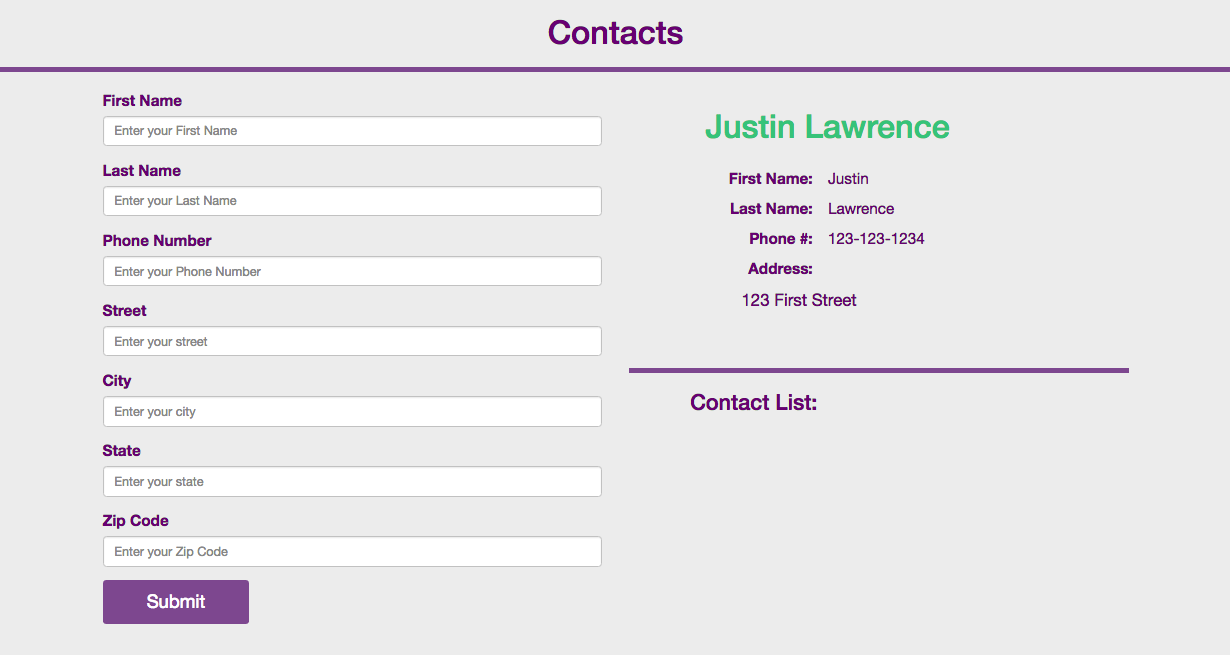 Contacts
First Name
Enter your First Name
Last Name
Enter your Last Name
Phone Number
Enter your Phone Number
Street
Enter your street
City
Enter your city
State
Enter your state
Zip Code
Enter your Zip Code
Submit
Justin Lawrence
First Name: Justin
Last Name: Lawrence
Phone #: 123-123-1234
Address:
123 First Street
Contact List: